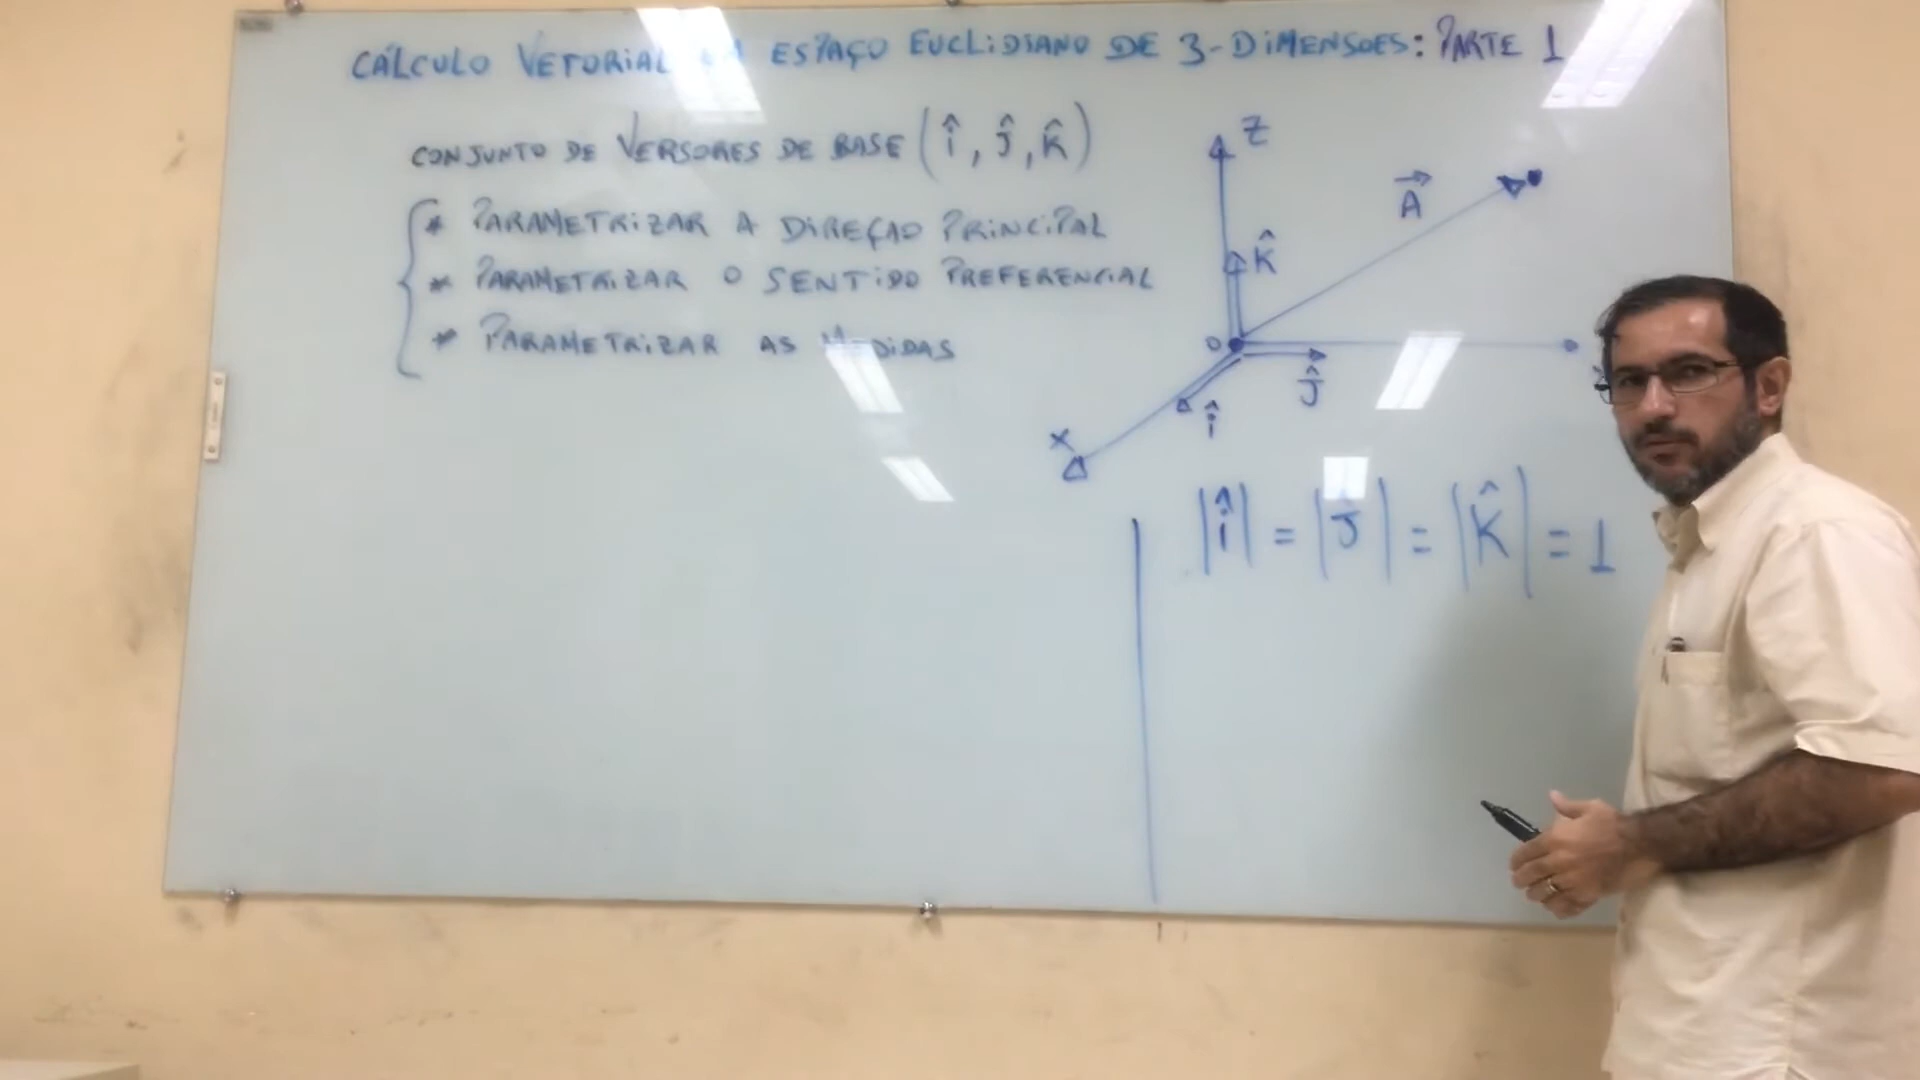 CÁLCULO VETORIAL EM ESPAÇO EUCLIDIANO DE 3-DIMENSOES: PARTE 1
CONJUNTO DE VERSORES DE BASE (î, ĵ, k̂)
* PARAMETRIZAR A DIREÇAO PRINCIPAL
* PARAMETRIZAR O SENTIDO PREFERENCIAL
* PARAMETRIZAR AS MEDIDAS
Z
A⃗
k̂
O
ĵ
î
X
|î| = |ĵ| = |k̂| = 1